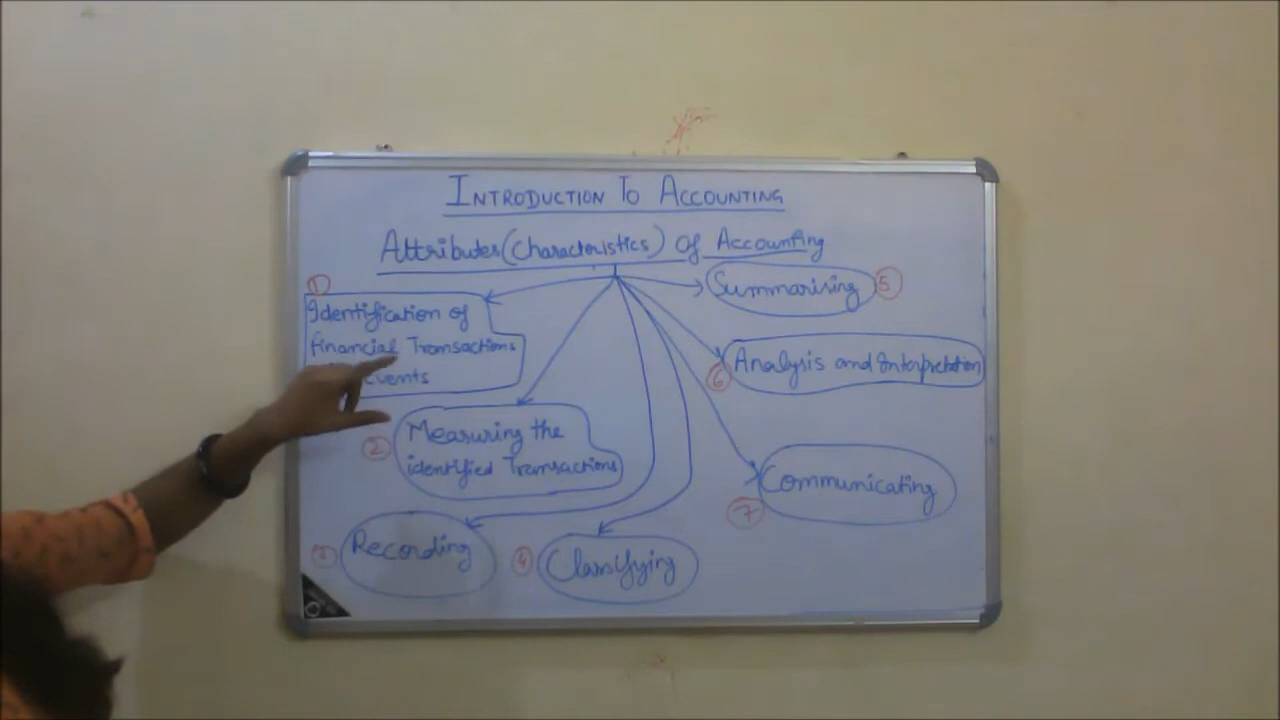 INTRODUCTION TO ACCOUNTING
Attributes (Characteristics) Of Accounting
1
Identification of
financial Transactions
events
2
Measuring the
identified Transactions
3
Recording
4
Classifying
Summarising 5
6
Analysis and Interpretation
7
Communicating